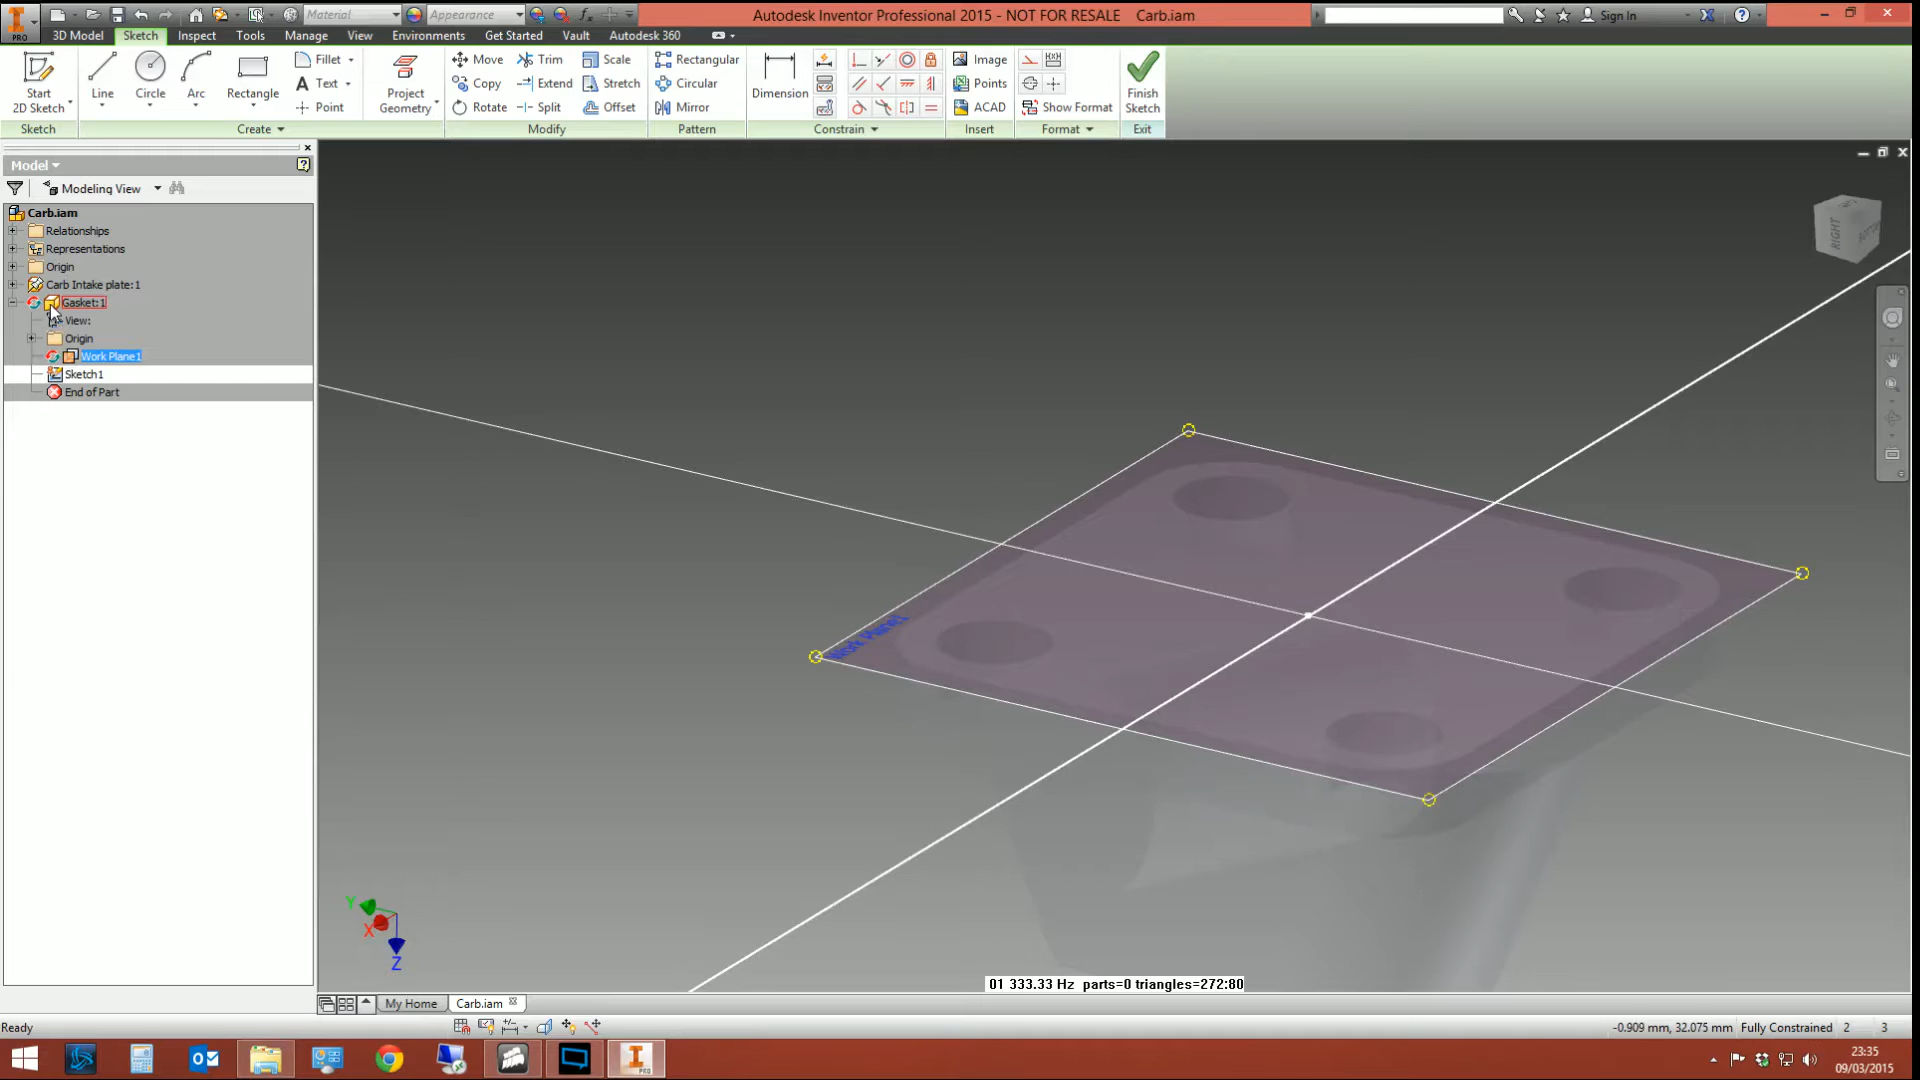 Material
Appearance
Autodesk Inventor Professional 2015 - NOT FOR RESALE Carb.iam
Sign In
PRO
3D Model Sketch Inspect Tools Manage View Environments Get Started Vault Autodesk 360
Start
2D Sketch
Line
Circle
Arc
Rectangle
Fillet
Text
Point
Project
Geometry
Move
Copy
Rotate
Trim
Extend
Split
Scale
Stretch
Offset
Rectangular
Circular
Mirror
Dimension
Image
Points
ACAD
Show Format
Finish
Sketch
Sketch Create Modify Pattern Constrain Insert Format Exit
Model
Modeling View
Carb.iam
Relationships
Representations
Origin
Carb Intake plate:1
Gasket:1
View:
Origin
Work Plane1
Sketch1
End of Part
RIGHT
Work Plane1
Y
X
Z
01 333.33 Hz parts=0 triangles=272:80
My Home Carb.iam
Ready
-0.909 mm, 32.075 mm Fully Constrained 2 3
PRO
23:35
09/03/2015